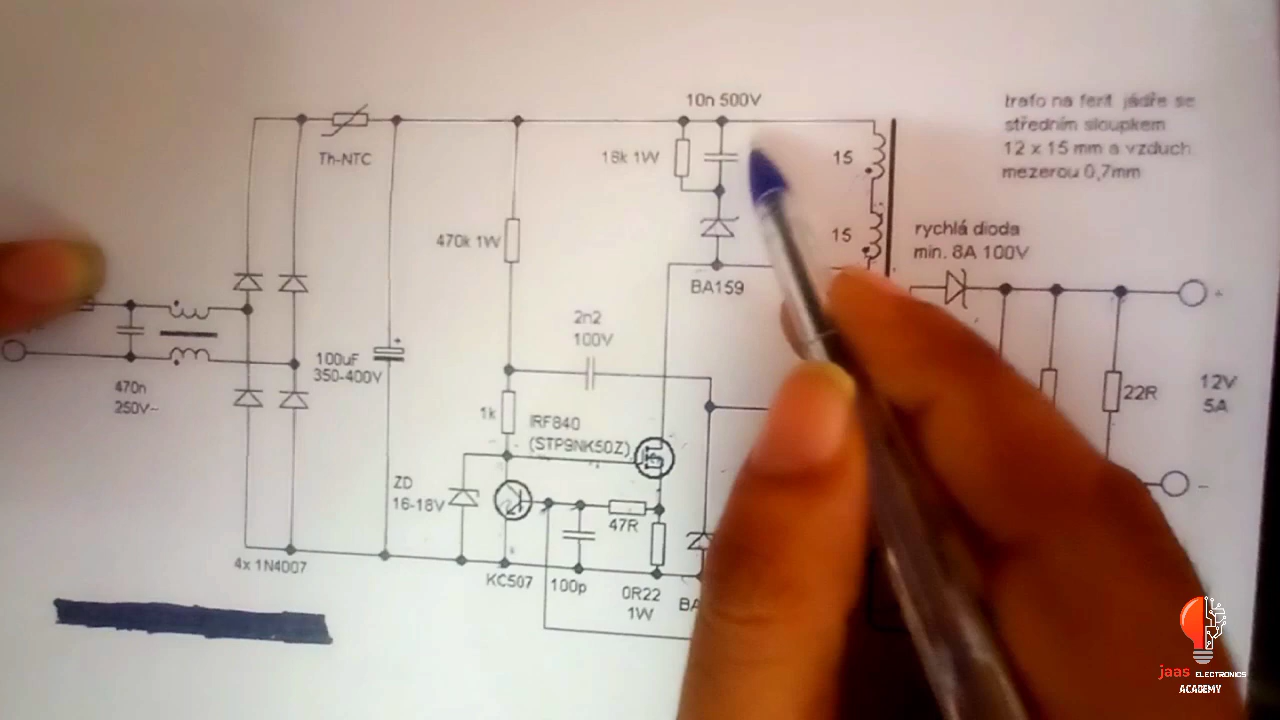 10n 500V
trafo na ferit. jádře se
středním sloupkem
12 x 15 mm a vzduch.
mezerou 0,7mm
Th-NTC
18k 1W
15
470k 1W
15
rychlá dioda
min. 8A 100V
BA159
+
2n2
100V
+
100uF
350-400V
470n
250V~
22R
12V
5A
1k
IRF840
(STP9NK50Z)
ZD
16-18V
-
47R
4x 1N4007
KC507
100p
0R22
1W
BA
jaas ELECTRONICS
ACADEMY